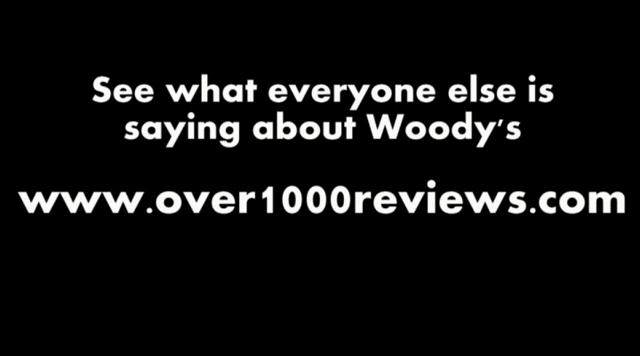 See what everyone else is
saying about Woody's
www.over1000reviews.com